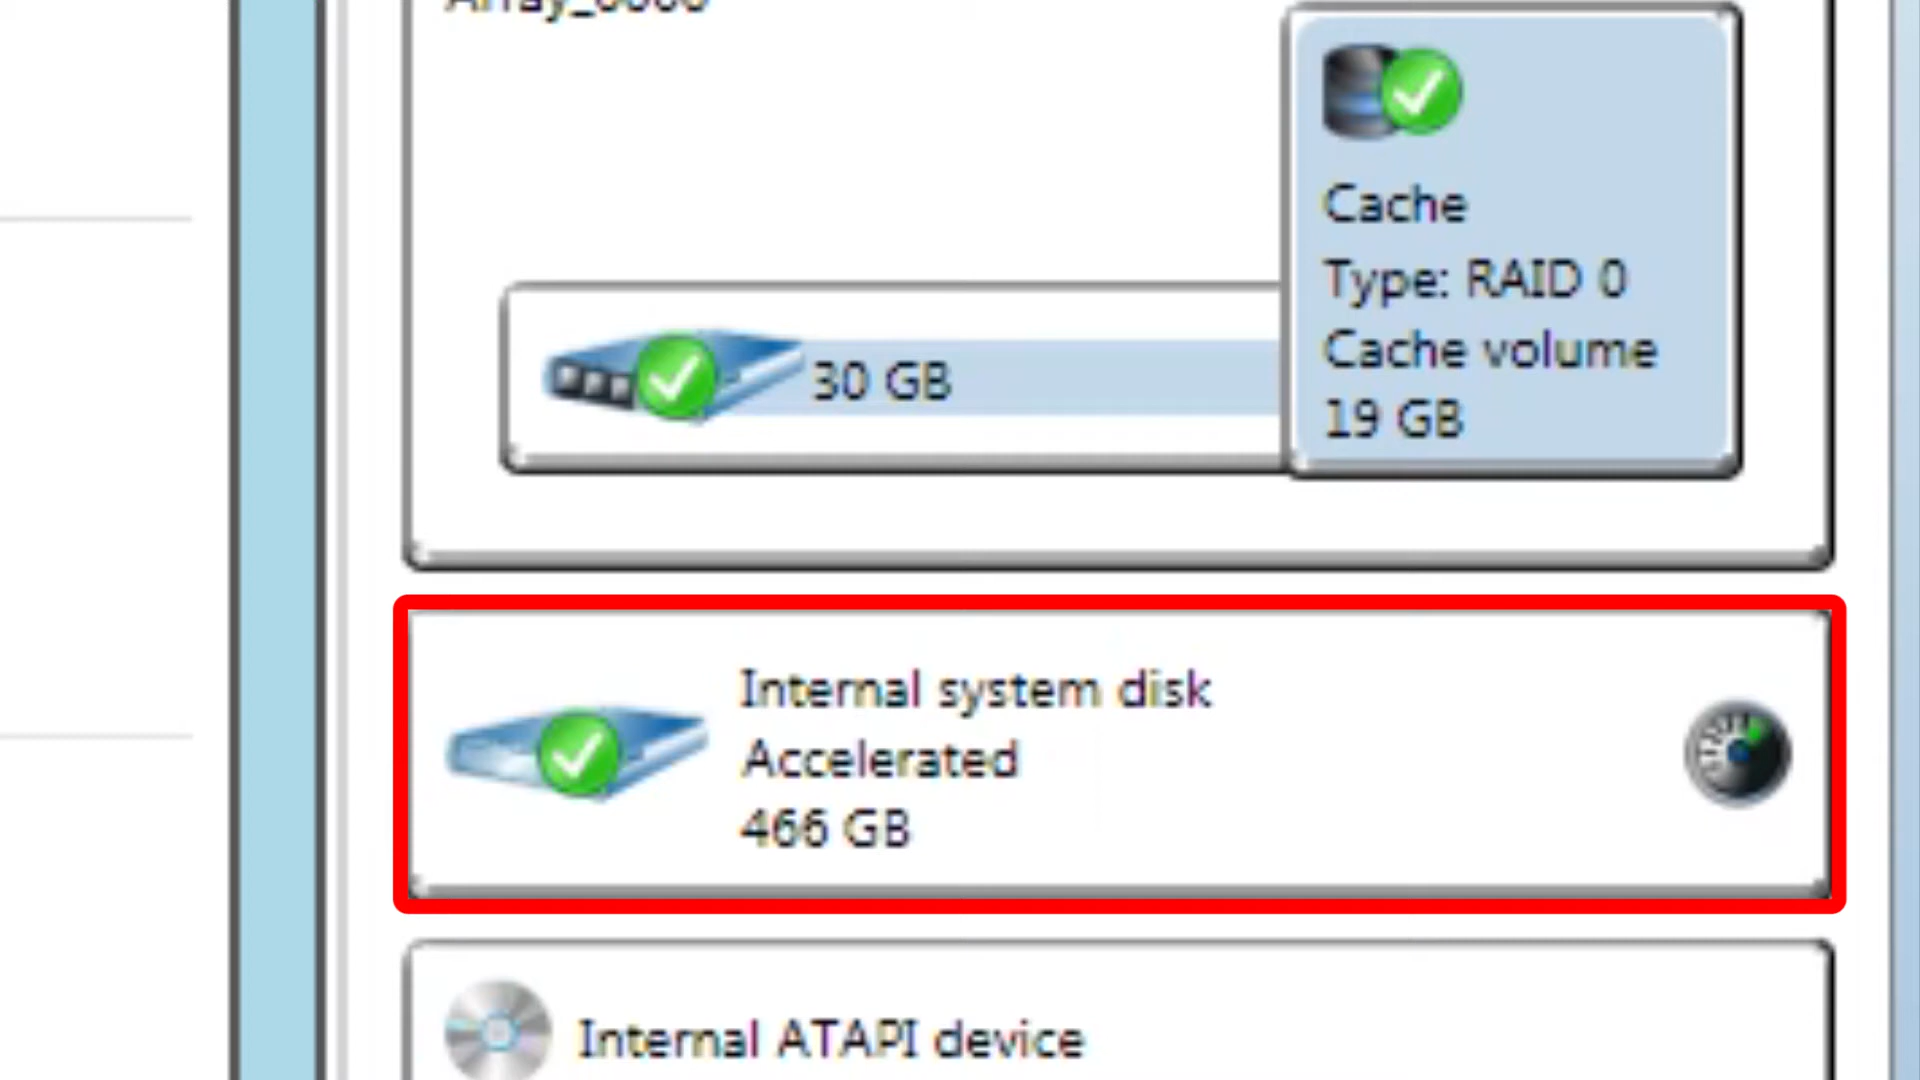 Array_0000
Cache
Type: RAID 0
Cache volume
19 GB
30 GB
Internal system disk
Accelerated
466 GB
Internal ATAPI device